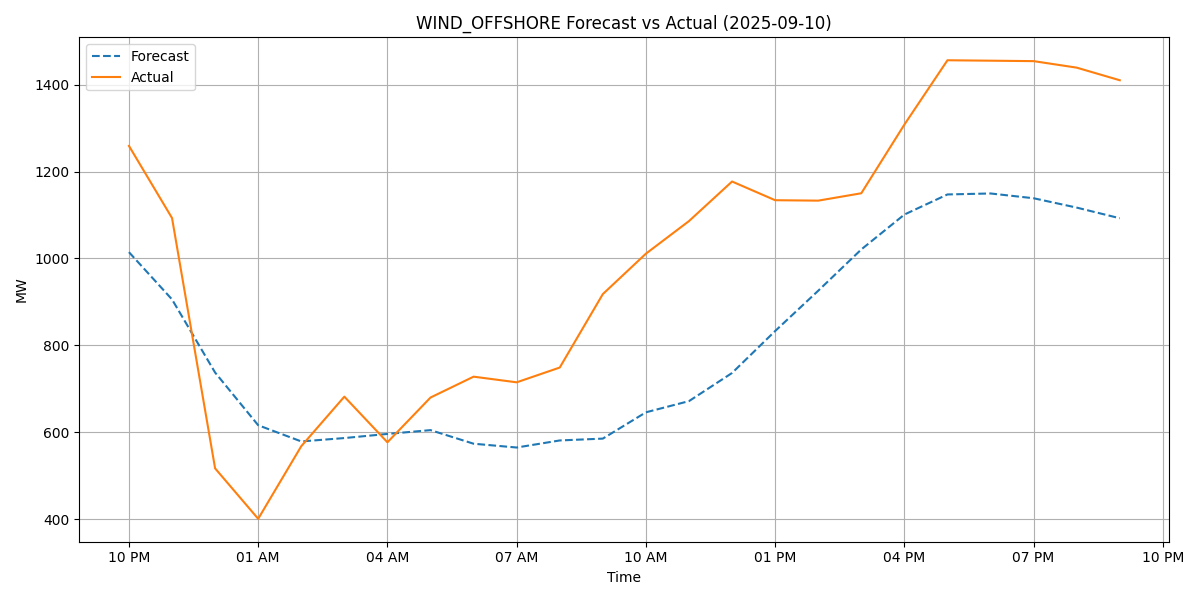 WIND_OFFSHORE Forecast vs Actual (2025-09-10)
Forecast
Actual
1400
1200
1000
800
600
400
MW
10 PM 01 AM 04 AM 07 AM 10 AM 01 PM 04 PM 07 PM 10 PM
Time